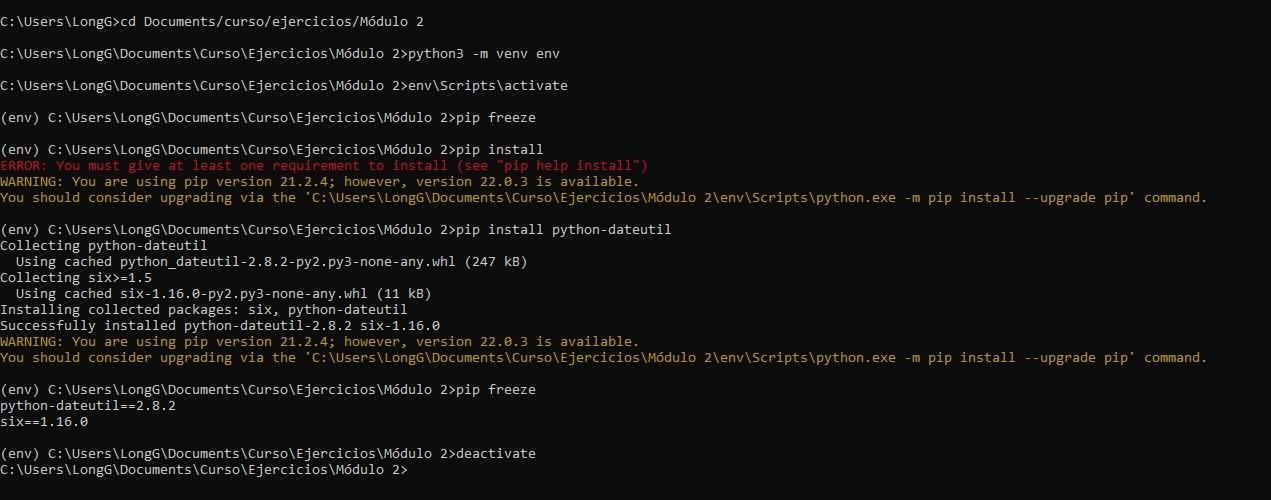 C:\Users\LongG>cd Documents/curso/ejercicios/Módulo 2
C:\Users\LongG\Documents\Curso\Ejercicios\Módulo 2>python3 -m venv env
C:\Users\LongG\Documents\Curso\Ejercicios\Módulo 2>env\Scripts\activate
(env) C:\Users\LongG\Documents\Curso\Ejercicios\Módulo 2>pip freeze
(env) C:\Users\LongG\Documents\Curso\Ejercicios\Módulo 2>pip install
ERROR: You must give at least one requirement to install (see "pip help install")
WARNING: You are using pip version 21.2.4; however, version 22.0.3 is available.
You should consider upgrading via the 'C:\Users\LongG\Documents\Curso\Ejercicios\Módulo 2\env\Scripts\python.exe -m pip install --upgrade pip' command.
(env) C:\Users\LongG\Documents\Curso\Ejercicios\Módulo 2>pip install python-dateutil
Collecting python-dateutil
  Using cached python_dateutil-2.8.2-py2.py3-none-any.whl (247 kB)
Collecting six>=1.5
  Using cached six-1.16.0-py2.py3-none-any.whl (11 kB)
Installing collected packages: six, python-dateutil
Successfully installed python-dateutil-2.8.2 six-1.16.0
WARNING: You are using pip version 21.2.4; however, version 22.0.3 is available.
You should consider upgrading via the 'C:\Users\LongG\Documents\Curso\Ejercicios\Módulo 2\env\Scripts\python.exe -m pip install --upgrade pip' command.
(env) C:\Users\LongG\Documents\Curso\Ejercicios\Módulo 2>pip freeze
python-dateutil==2.8.2
six==1.16.0
(env) C:\Users\LongG\Documents\Curso\Ejercicios\Módulo 2>deactivate
C:\Users\LongG\Documents\Curso\Ejercicios\Módulo 2>